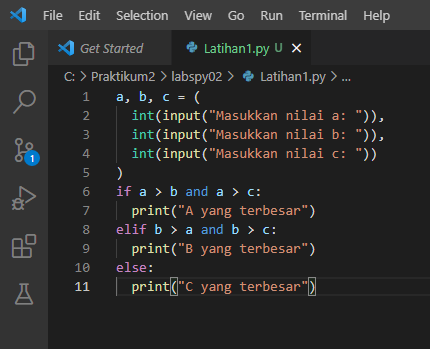 File Edit Selection View Go Run Terminal Help
Get Started Latihan1.py U
C: > Praktikum2 > labspy02 > Latihan1.py > ...
1 a, b, c = (
2 int(input("Masukkan nilai a: ")),
3 int(input("Masukkan nilai b: ")),
4 int(input("Masukkan nilai c: "))
5 )
6 if a > b and a > c:
7 print("A yang terbesar")
8 elif b > a and b > c:
9 print("B yang terbesar")
10 else:
11 print("C yang terbesar")
1